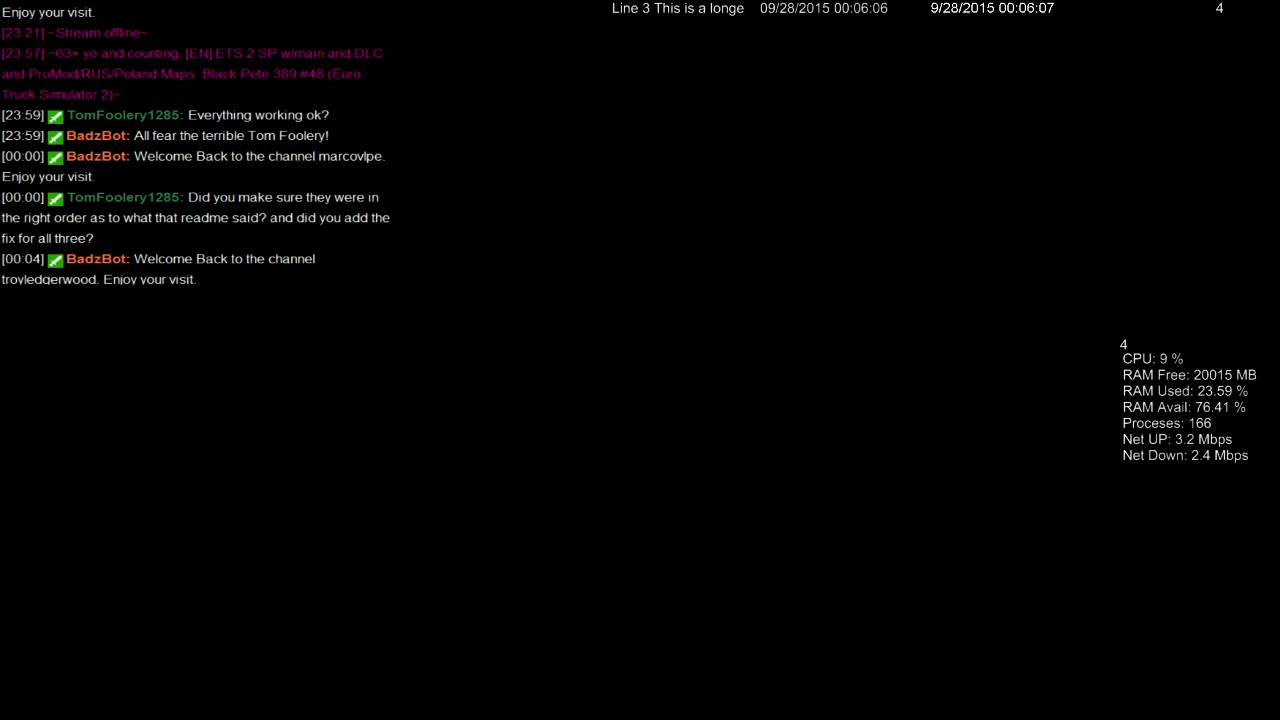 Enjoy your visit.
Line 3 This is a longe 09/28/2015 00:06:06 9/28/2015 00:06:07 4
[23:21] ~Stream offline~
[23:57] ~63+ yo and counting, [EN] ETS 2 SP w/main and DLC
and ProMod/RUS/Poland Maps. Black Pete 389 #48 (Euro
Truck Simulator 2)~
[23:59] TomFoolery1285: Everything working ok?
[23:59] BadzBot: All fear the terrible Tom Foolery!
[00:00] BadzBot: Welcome Back to the channel marcovlpe.
Enjoy your visit.
[00:00] TomFoolery1285: Did you make sure they were in
the right order as to what that readme said? and did you add the
fix for all three?
[00:04] BadzBot: Welcome Back to the channel
troyledgerwood. Enjoy your visit.
4
CPU: 9 %
RAM Free: 20015 MB
RAM Used: 23.59 %
RAM Avail: 76.41 %
Proceses: 166
Net UP: 3.2 Mbps
Net Down: 2.4 Mbps